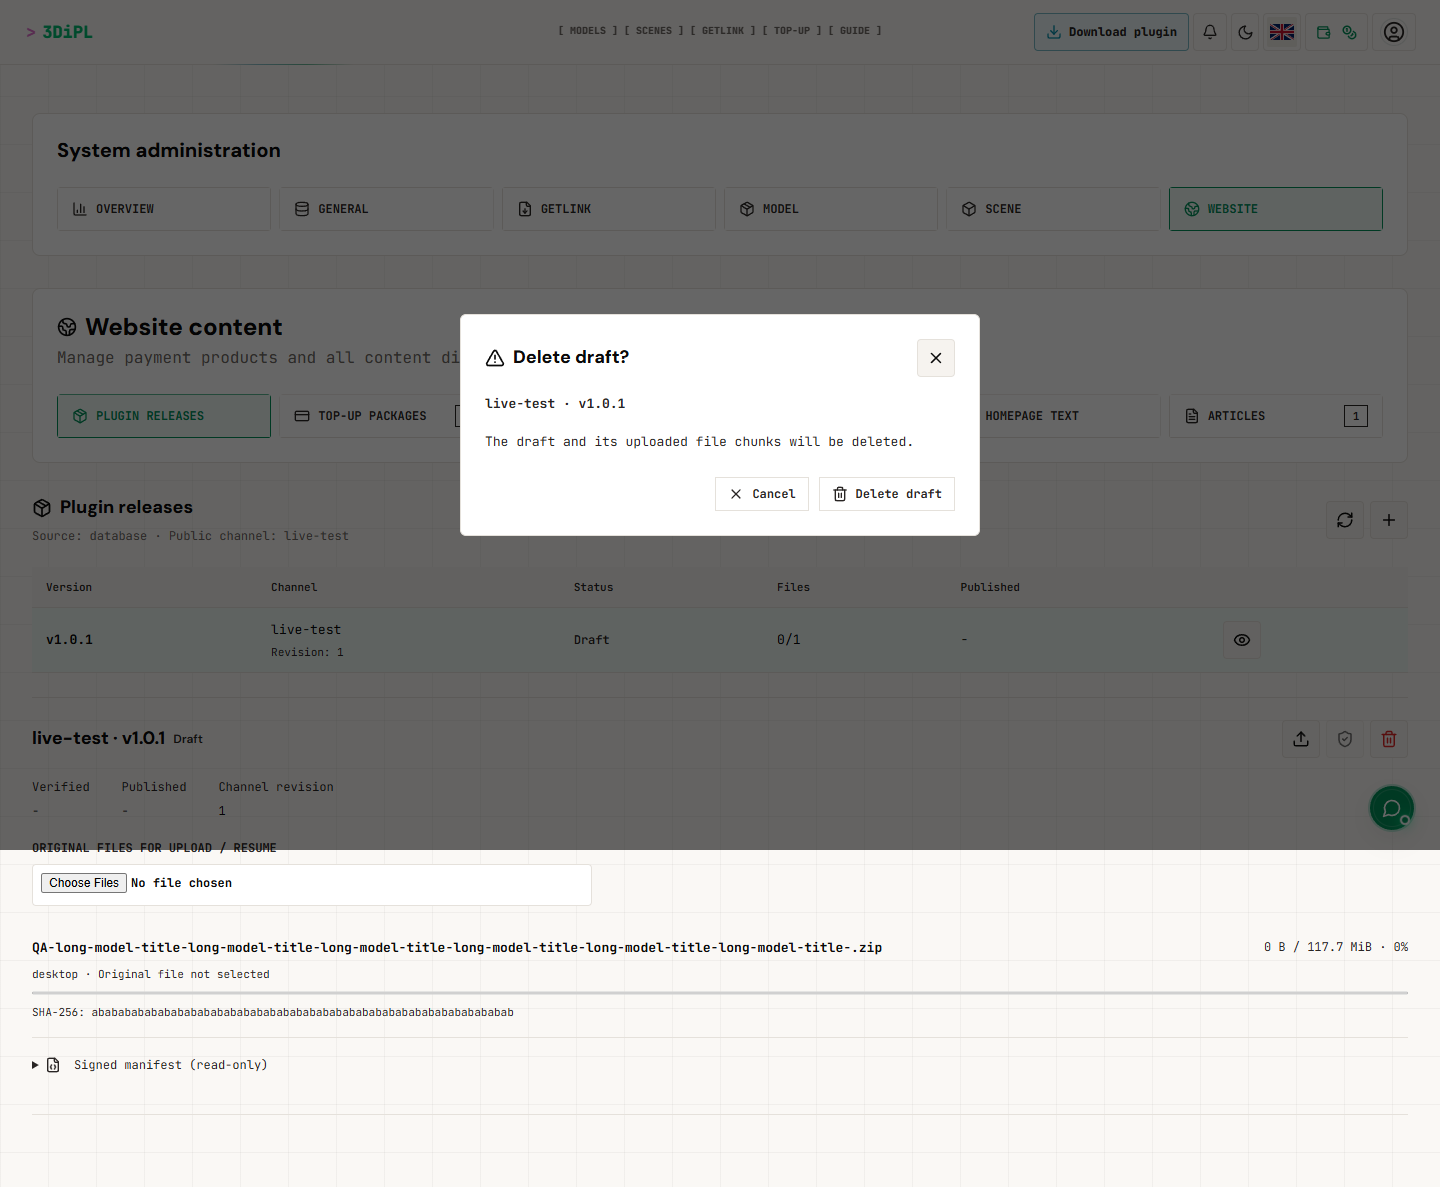 > 3DiPL
[ MODELS ] [ SCENES ] [ GETLINK ] [ TOP-UP ] [ GUIDE ]
Download plugin
System administration
OVERVIEW
GENERAL
GETLINK
MODEL
SCENE
WEBSITE
Website content
Manage payment products and all content di
PLUGIN RELEASES
TOP-UP PACKAGES
HOMEPAGE TEXT
ARTICLES
1
Delete draft?
live-test · v1.0.1
The draft and its uploaded file chunks will be deleted.
Cancel
Delete draft
Plugin releases
Source: database · Public channel: live-test
Version
Channel
Status
Files
Published
v1.0.1
live-test
Revision: 1
Draft
0/1
-
live-test · v1.0.1 Draft
Verified
Published
Channel revision
-
-
1
ORIGINAL FILES FOR UPLOAD / RESUME
Choose Files No file chosen
QA-long-model-title-long-model-title-long-model-title-long-model-title-long-model-title-long-model-title-.zip
0 B / 117.7 MiB · 0%
desktop · Original file not selected
SHA-256: abababababababababababababababababababababababababababababababab
Signed manifest (read-only)